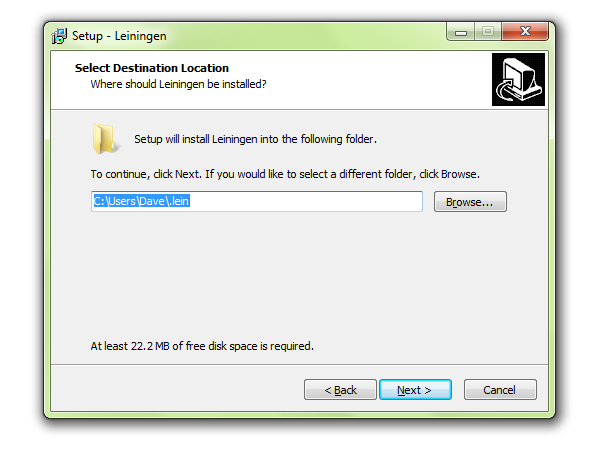 Setup - Leiningen
Select Destination Location
Where should Leiningen be installed?
Setup will install Leiningen into the following folder.
To continue, click Next. If you would like to select a different folder, click Browse.
C:\Users\Dave\.lein
Browse...
At least 22.2 MB of free disk space is required.
< Back
Next >
Cancel